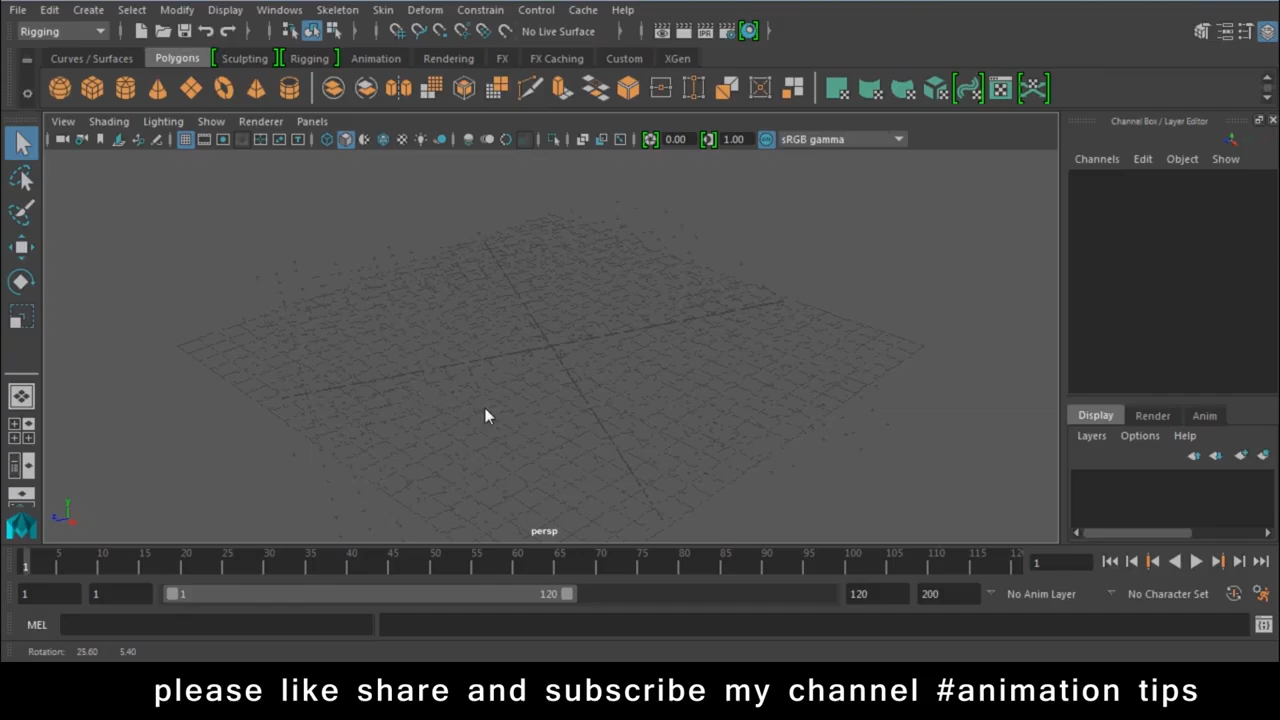 File Edit Create Select Modify Display Windows Skeleton Skin Deform Constrain Control Cache Help
Rigging No Live Surface
Curves / Surfaces Polygons Sculpting Rigging Animation Rendering FX FX Caching Custom XGen
View Shading Lighting Show Renderer Panels Channel Box / Layer Editor
0.00 1.00 sRGB gamma
Channels Edit Object Show
Display Render Anim
Layers Options Help
persp
5 10 15 20 25 30 35 40 45 50 55 60 65 70 75 80 85 90 95 100 105 110 115 12
1 1
1 1 1 120 120 200 No Anim Layer No Character Set
MEL
Rotation: 25.60 5.40
please like share and subscribe my channel #animation tips